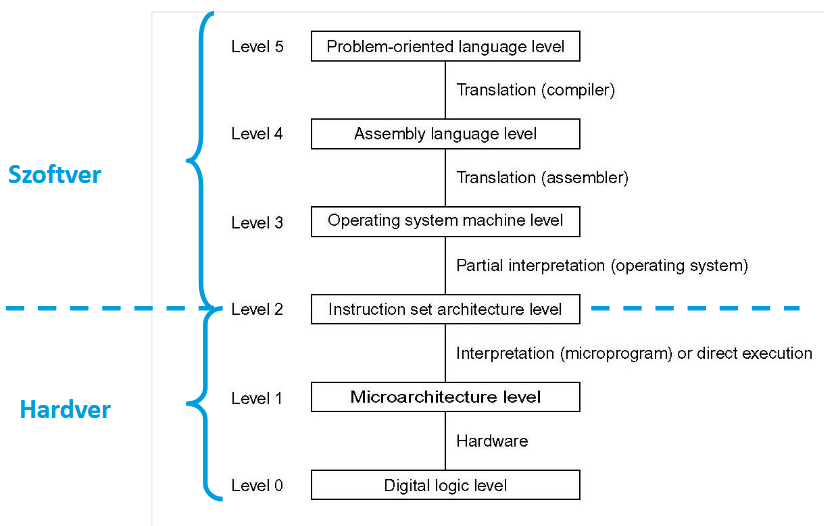 Level 5
Problem-oriented language level
Translation (compiler)
Level 4
Assembly language level
Szoftver
Translation (assembler)
Level 3
Operating system machine level
Partial interpretation (operating system)
Level 2
Instruction set architecture level
Interpretation (microprogram) or direct execution
Hardver
Level 1
Microarchitecture level
Hardware
Level 0
Digital logic level